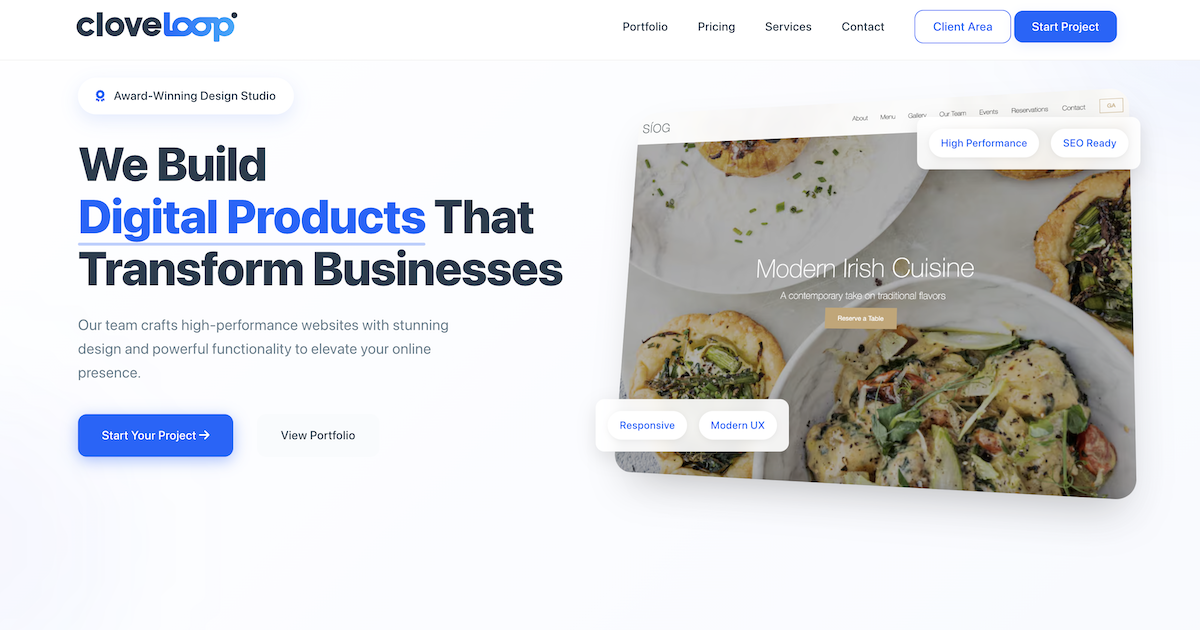 cloveloop
Portfolio
Pricing
Services
Contact
Client Area
Start Project
Award-Winning Design Studio
We Build
Digital Products That
Transform Businesses
Our team crafts high-performance websites with stunning
design and powerful functionality to elevate your online
presence.
Start Your Project →
View Portfolio
SÍOG
About
Menu
Gallery
Our Team
Events
Reservations
Contact
GA
High Performance
SEO Ready
Modern Irish Cuisine
A contemporary take on traditional flavors
Reserve a Table
Responsive
Modern UX